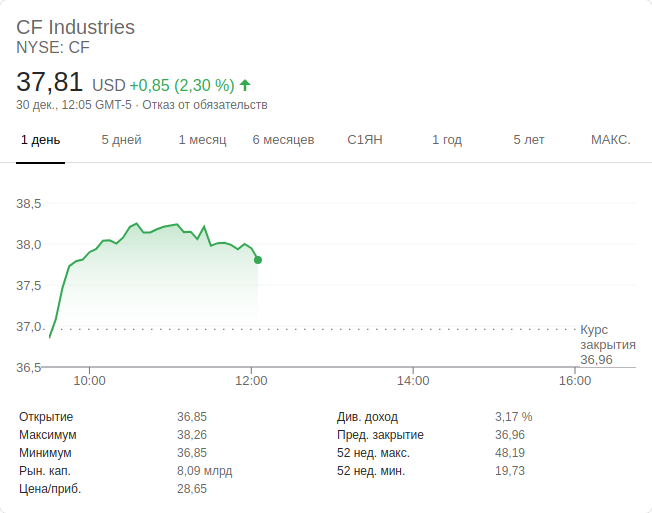 CF Industries
NYSE: CF
37,81 USD +0,85 (2,30 %)
30 дек., 12:05 GMT-5 · Отказ от обязательств
1 день 5 дней 1 месяц 6 месяцев С1ЯН 1 год 5 лет МАКС.
38,5
38,0
37,5
37,0
Курс
закрытия
36,96
36,5
10:00 12:00 14:00 16:00
Открытие 36,85 Див. доход 3,17 %
Максимум 38,26 Пред. закрытие 36,96
Минимум 36,85 52 нед. макс. 48,19
Рын. кап. 8,09 млрд 52 нед. мин. 19,73
Цена/приб. 28,65